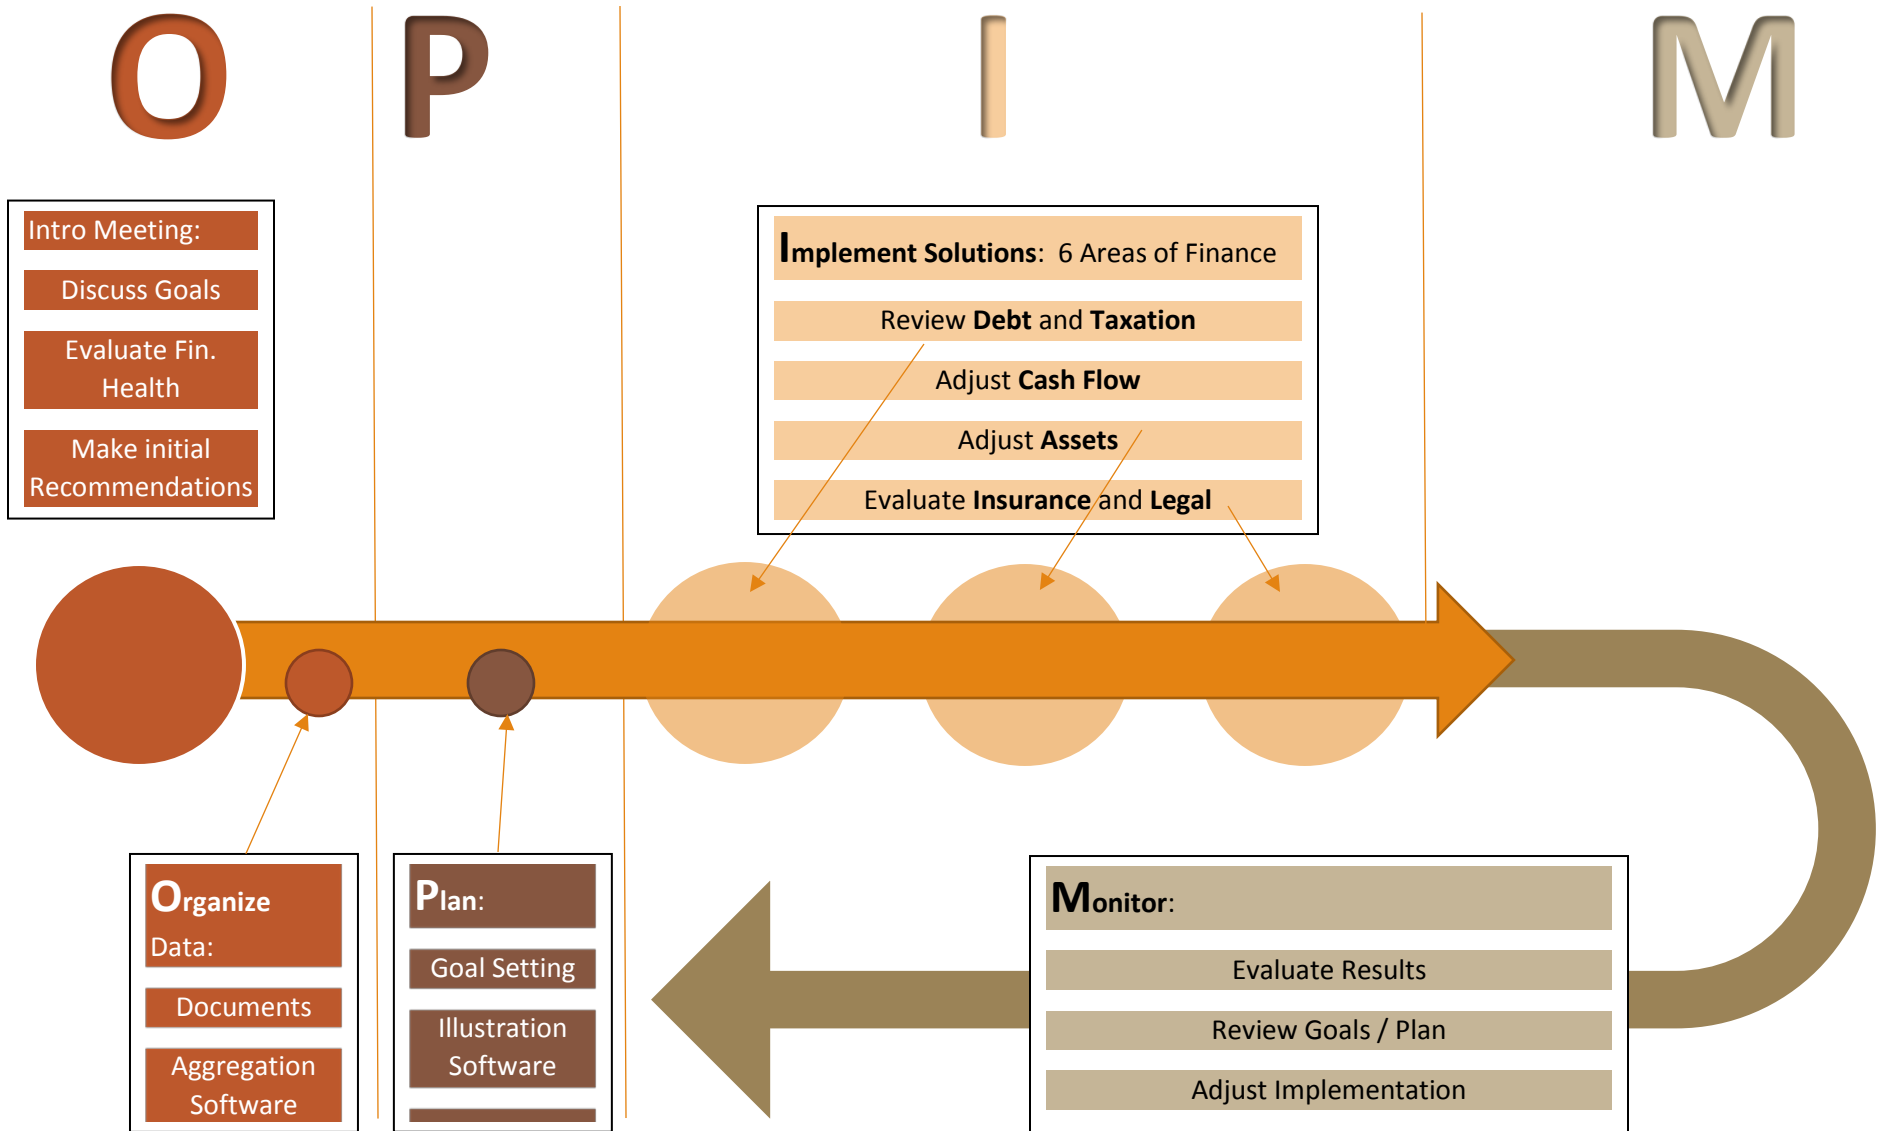 O P I M
Intro Meeting:
Discuss Goals
Evaluate Fin.
Health
Make initial
Recommendations
Implement Solutions: 6 Areas of Finance
Review Debt and Taxation
Adjust Cash Flow
Adjust Assets
Evaluate Insurance and Legal
Organize
Data:
Documents
Aggregation
Software
Plan:
Goal Setting
Illustration
Software
Monitor:
Evaluate Results
Review Goals / Plan
Adjust Implementation